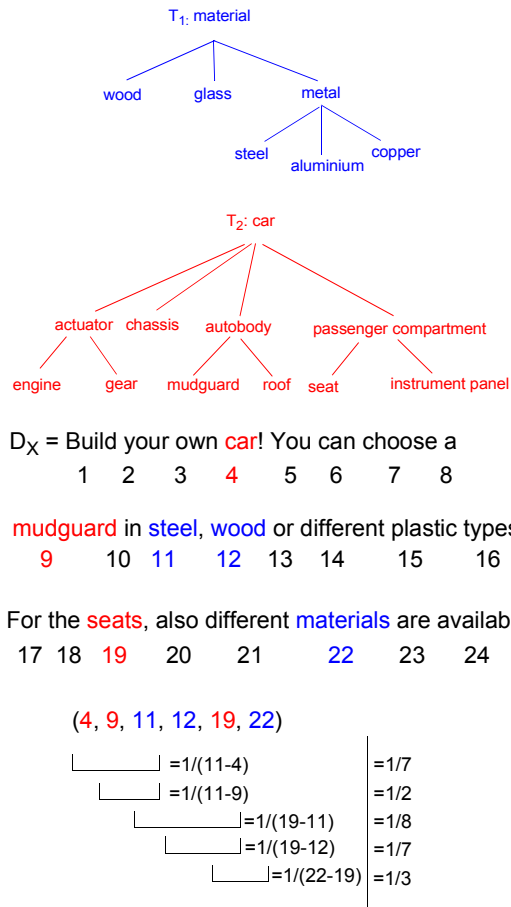 T1: material
wood glass metal
steel aluminium copper
T2: car
actuator chassis autobody passenger compartment
engine gear mudguard roof seat instrument panel
DX = Build your own car! You can choose a
1 2 3 4 5 6 7 8
mudguard in steel, wood or different plastic types
9 10 11 12 13 14 15 16
For the seats, also different materials are availab
17 18 19 20 21 22 23 24
(4, 9, 11, 12, 19, 22)
=1/(11-4) =1/7
=1/(11-9) =1/2
=1/(19-11) =1/8
=1/(19-12) =1/7
=1/(22-19) =1/3